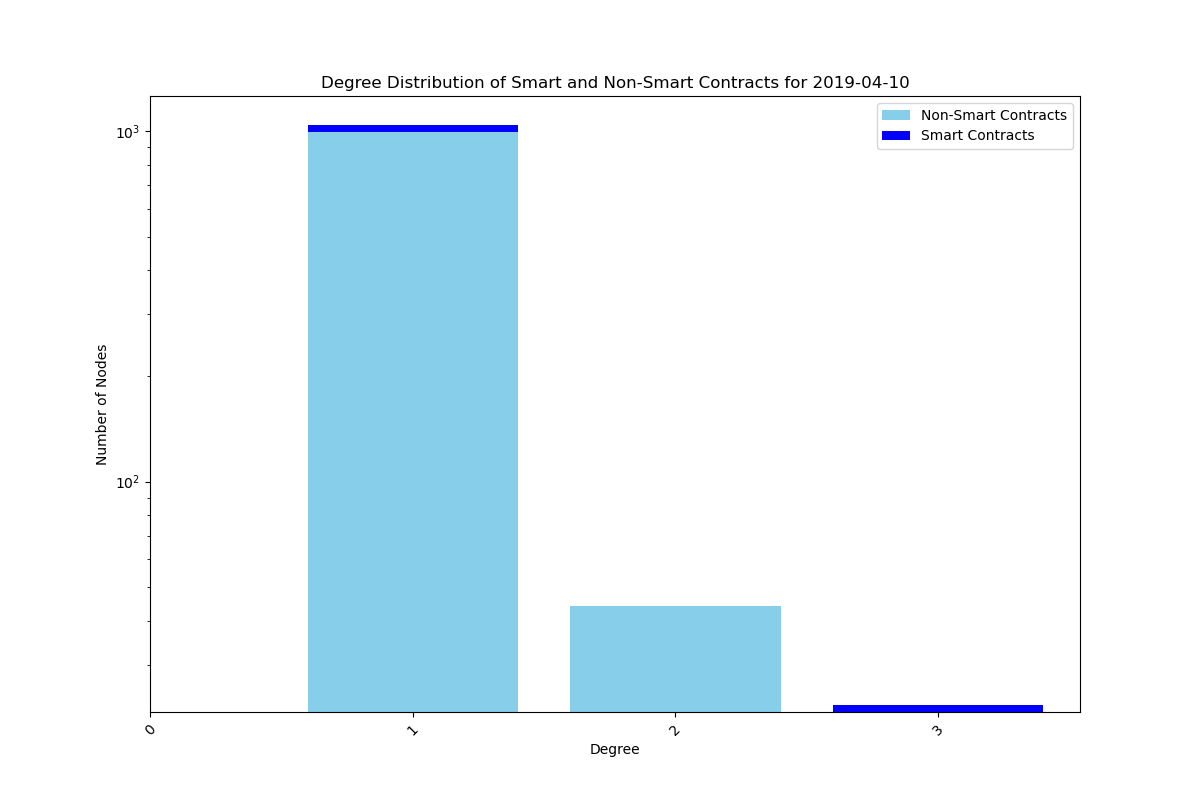 Degree Distribution of Smart and Non-Smart Contracts for 2019-04-10
Non-Smart Contracts
Smart Contracts
Number of Nodes
10³
10²
0 1 2 3
Degree